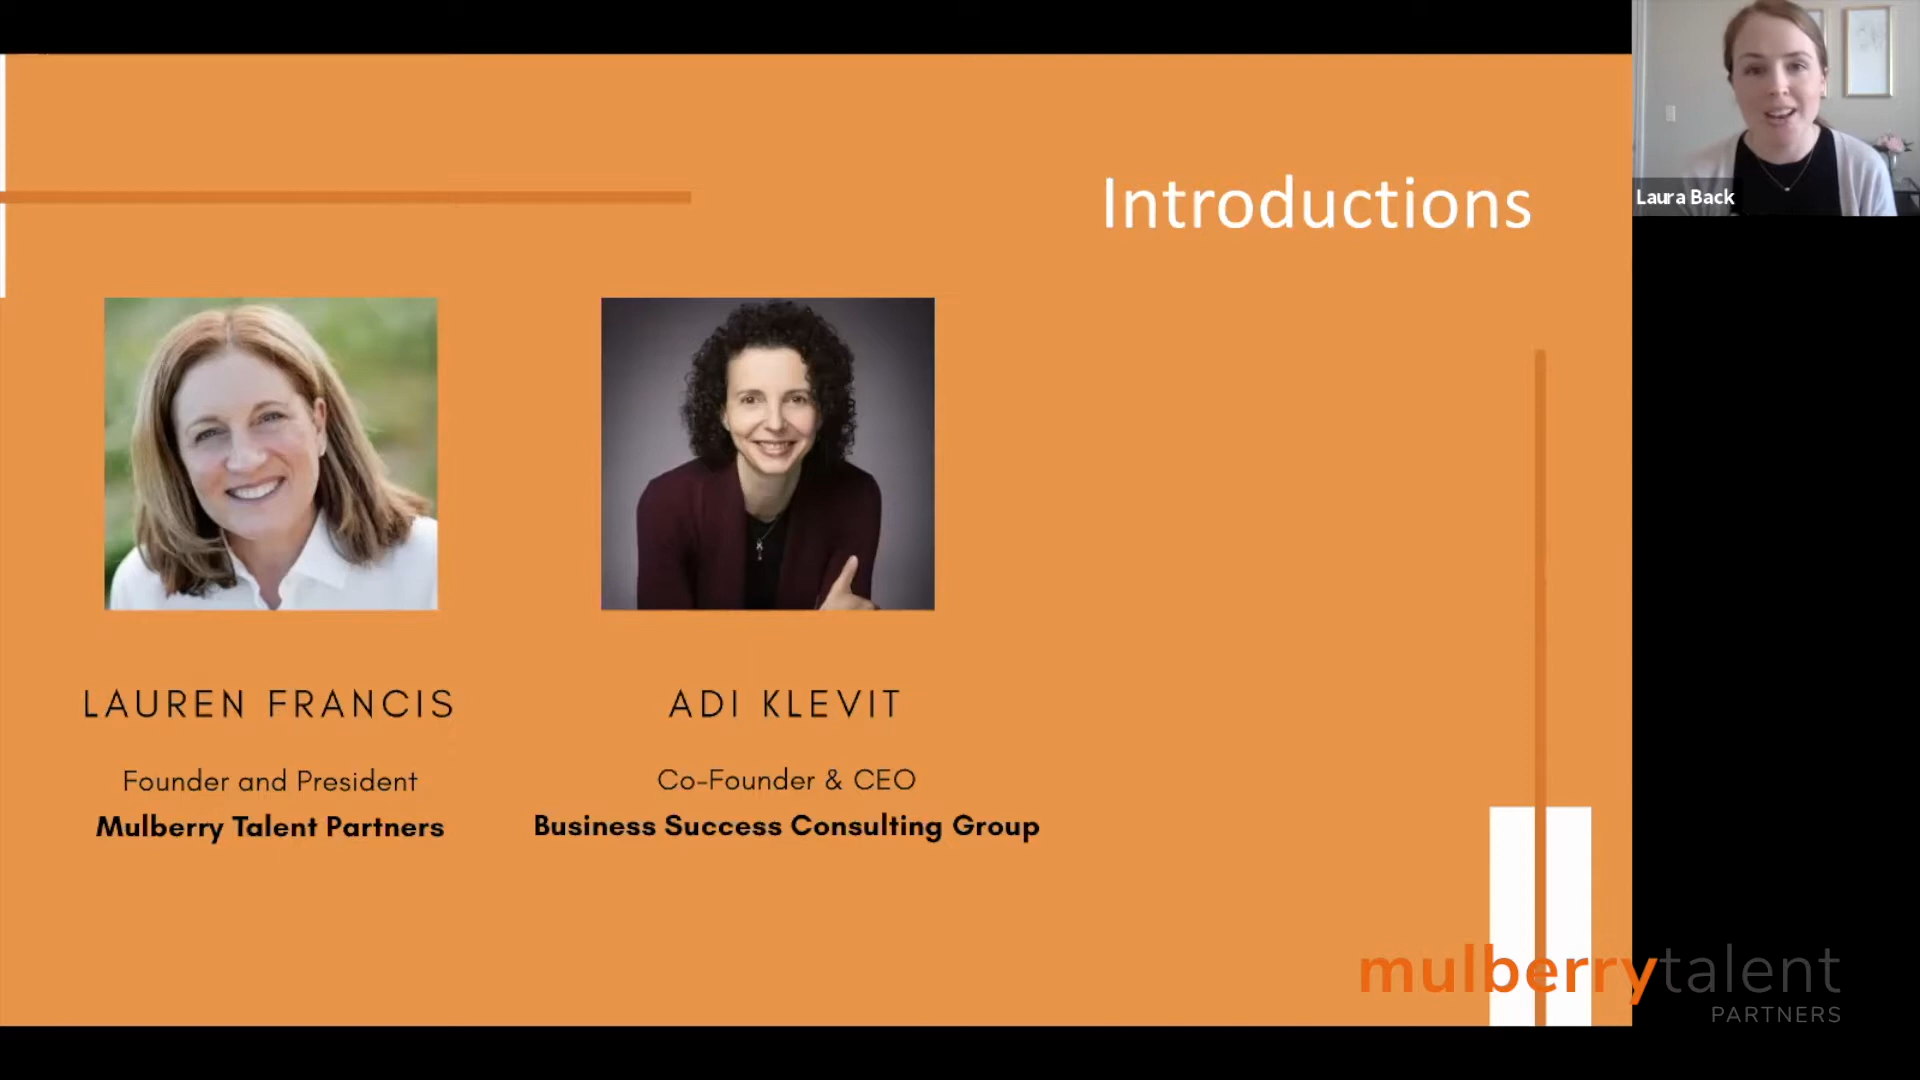 Introductions
Laura Back
LAUREN FRANCIS
Founder and President
Mulberry Talent Partners
ADI KLEVIT
Co-Founder & CEO
Business Success Consulting Group
mulberrytalent
PARTNERS